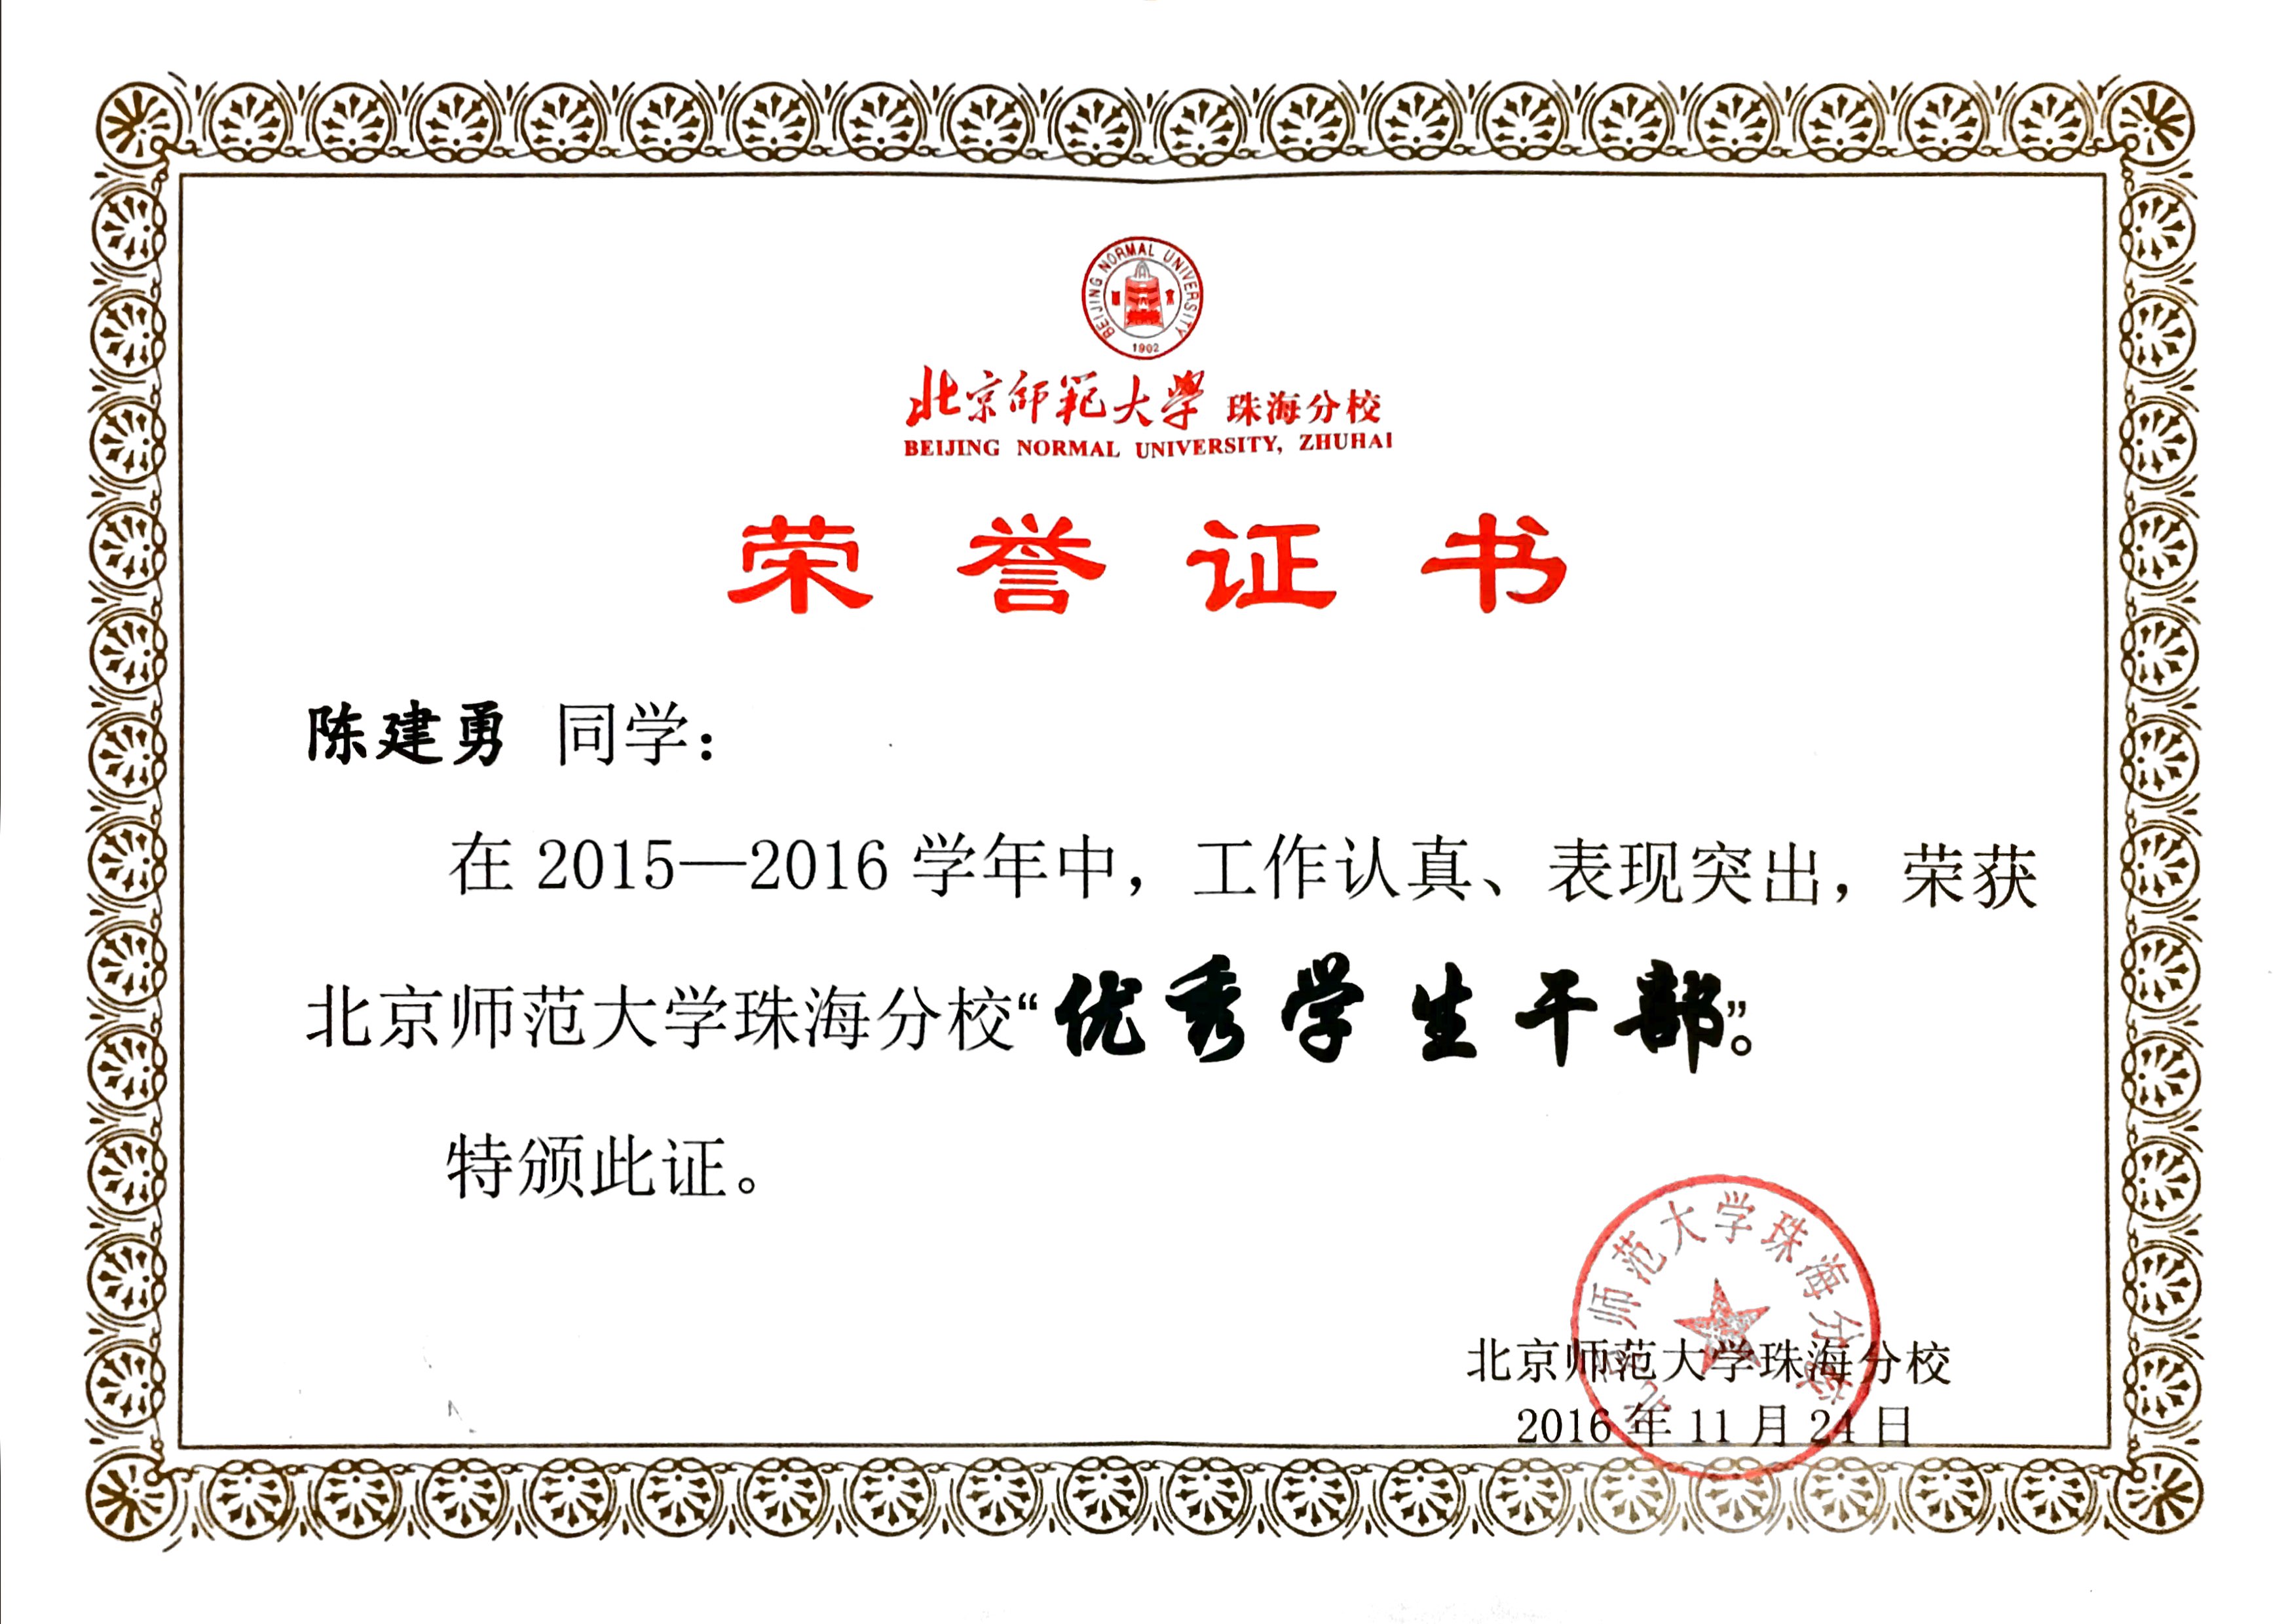 BEIJING NORMAL UNIVERSITY
1902
北京师范大学 珠海分校
BEIJING NORMAL UNIVERSITY, ZHUHAI
荣誉证书
陈建勇 同学：
在 2015—2016 学年中，工作认真、表现突出，荣获
北京师范大学珠海分校“优秀学生干部”。
特颁此证。
北京师范大学珠海分校
北京师范大学珠海分校
2016 年 11 月 24 日